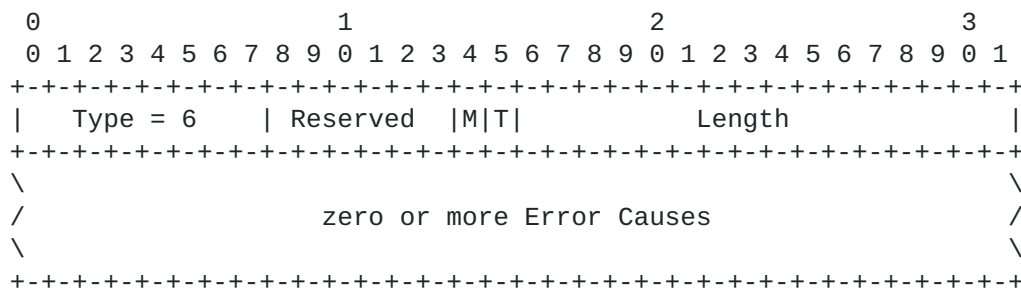 0                   1                   2                   3
 0 1 2 3 4 5 6 7 8 9 0 1 2 3 4 5 6 7 8 9 0 1 2 3 4 5 6 7 8 9 0 1
+-+-+-+-+-+-+-+-+-+-+-+-+-+-+-+-+-+-+-+-+-+-+-+-+-+-+-+-+-+-+-+-+
|   Type = 6    | Reserved  |M|T|           Length              |
+-+-+-+-+-+-+-+-+-+-+-+-+-+-+-+-+-+-+-+-+-+-+-+-+-+-+-+-+-+-+-+-+
\                                                               \
/                   zero or more Error Causes                   /
\                                                               \
+-+-+-+-+-+-+-+-+-+-+-+-+-+-+-+-+-+-+-+-+-+-+-+-+-+-+-+-+-+-+-+-+